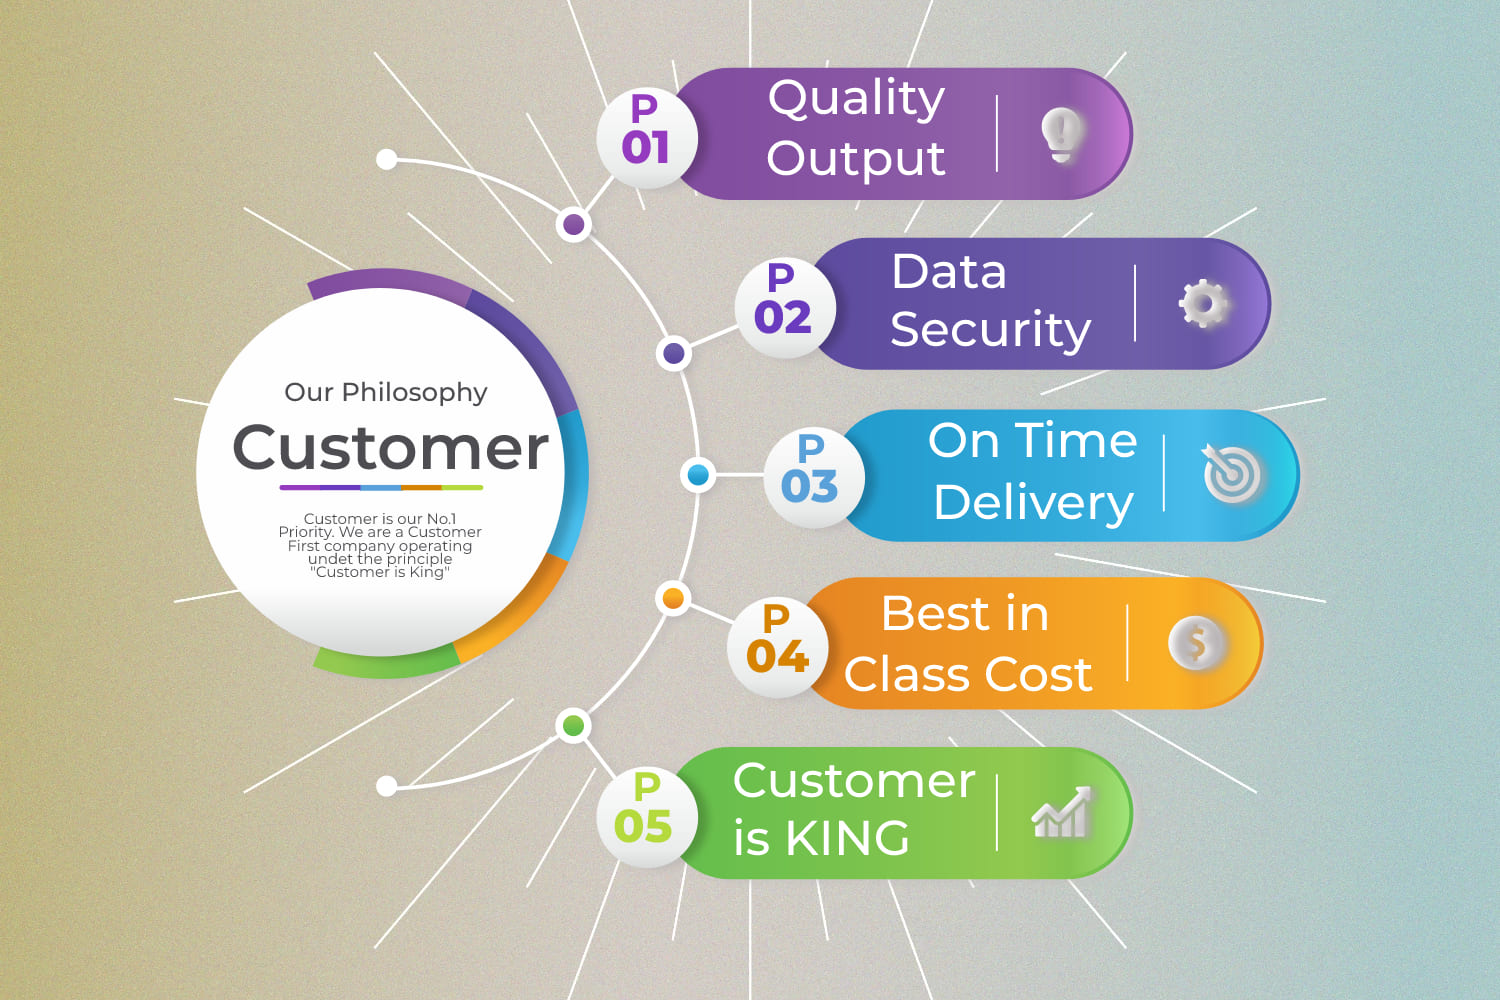 Our Philosophy
Customer
Customer is our No.1
Priority. We are a Customer
First company operating
undet the principle
"Customer is King"
P
01
Quality
Output
P
02
Data
Security
P
03
On Time
Delivery
P
04
Best in
Class Cost
$
P
05
Customer
is KING